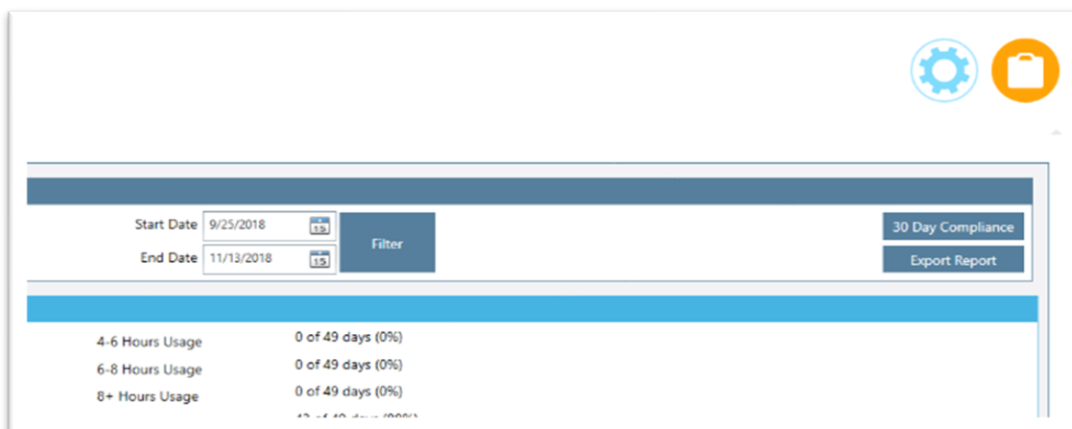 Start Date 9/25/2018 15
Filter
End Date 11/13/2018 15
30 Day Compliance
Export Report
4-6 Hours Usage 0 of 49 days (0%)
6-8 Hours Usage 0 of 49 days (0%)
8+ Hours Usage 0 of 49 days (0%)